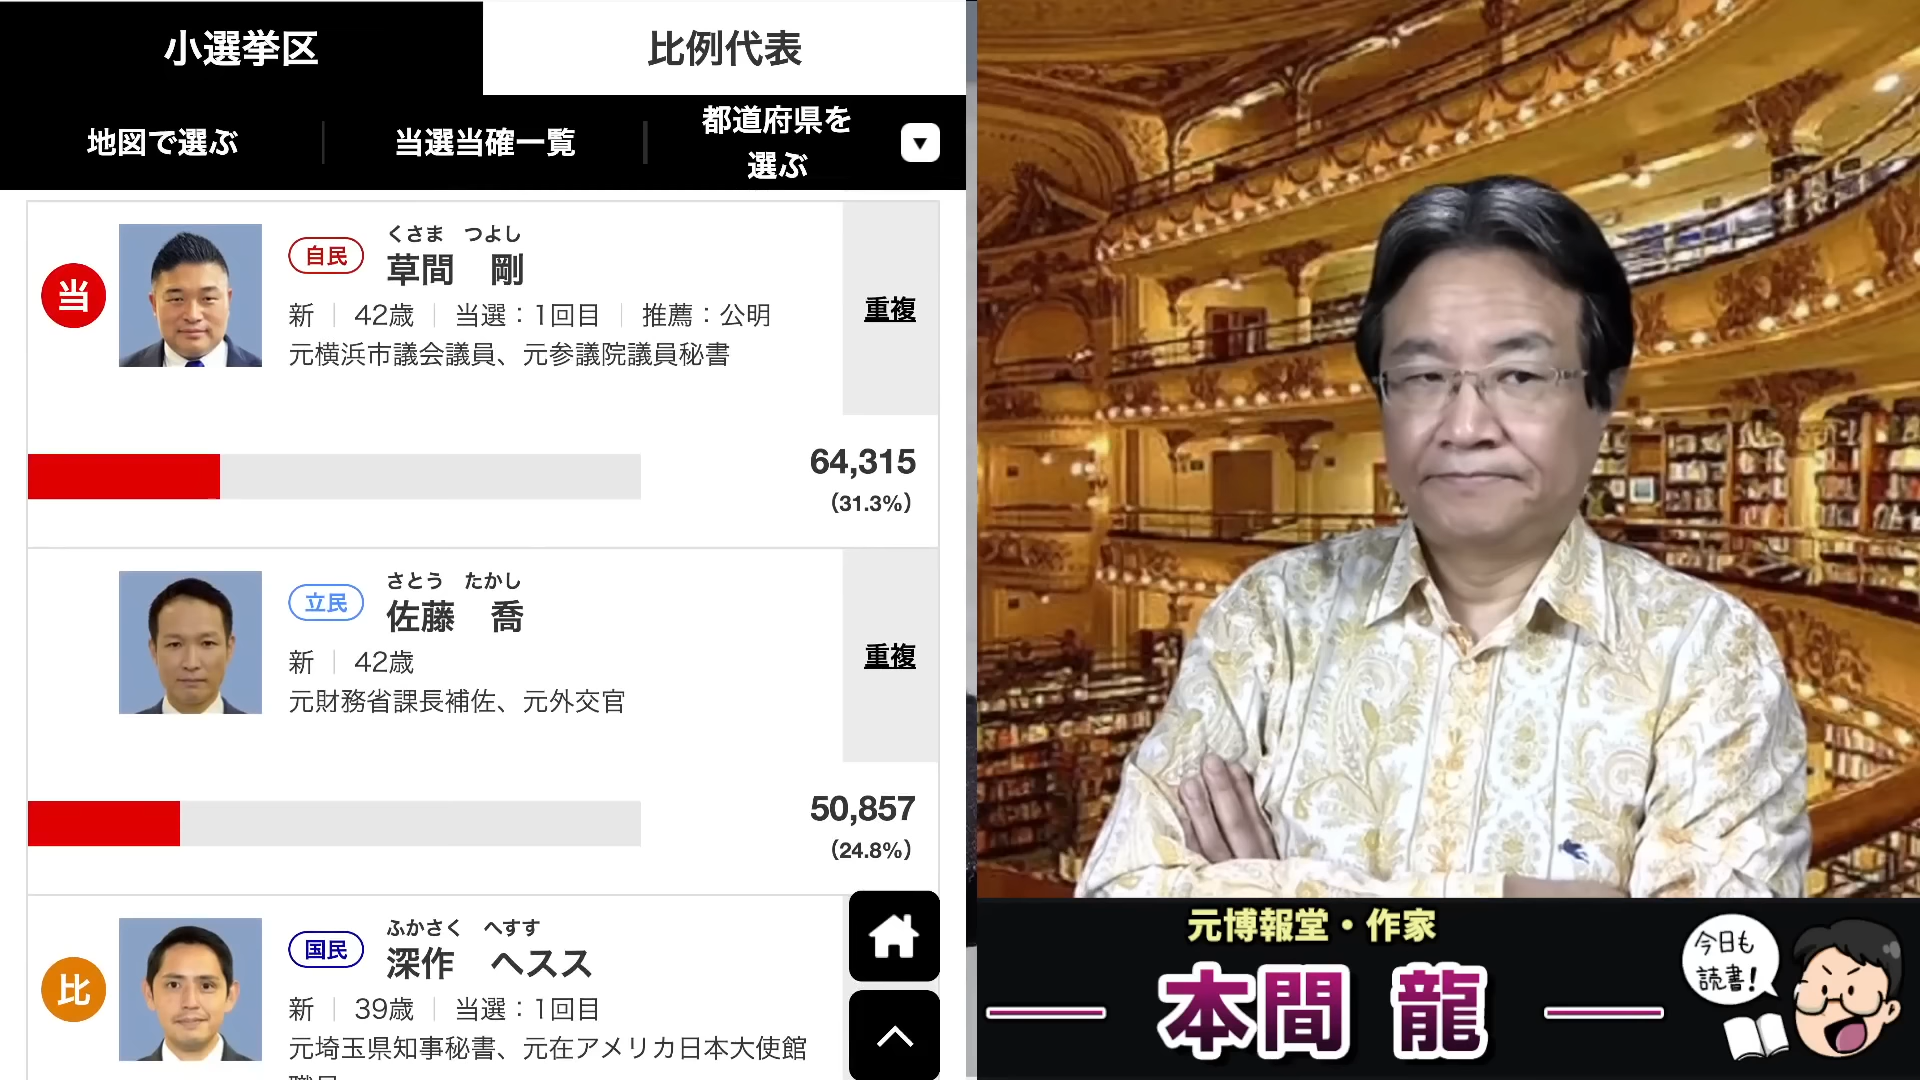 小選挙区
比例代表
地図で選ぶ
当選当確一覧
都道府県を
選ぶ
当
自民
くさま つよし
草間 剛
新 | 42歳 | 当選：1回目 | 推薦：公明
元横浜市議会議員、元参議院議員秘書
重複
64,315
（31.3%）
立民
さとう たかし
佐藤 喬
新 | 42歳
元財務省課長補佐、元外交官
重複
50,857
（24.8%）
比
国民
ふかさく へすす
深作 ヘスス
新 | 39歳 | 当選：1回目
元埼玉県知事秘書、元在アメリカ日本大使館
元博報堂・作家
本間 龍
今日も
読書！